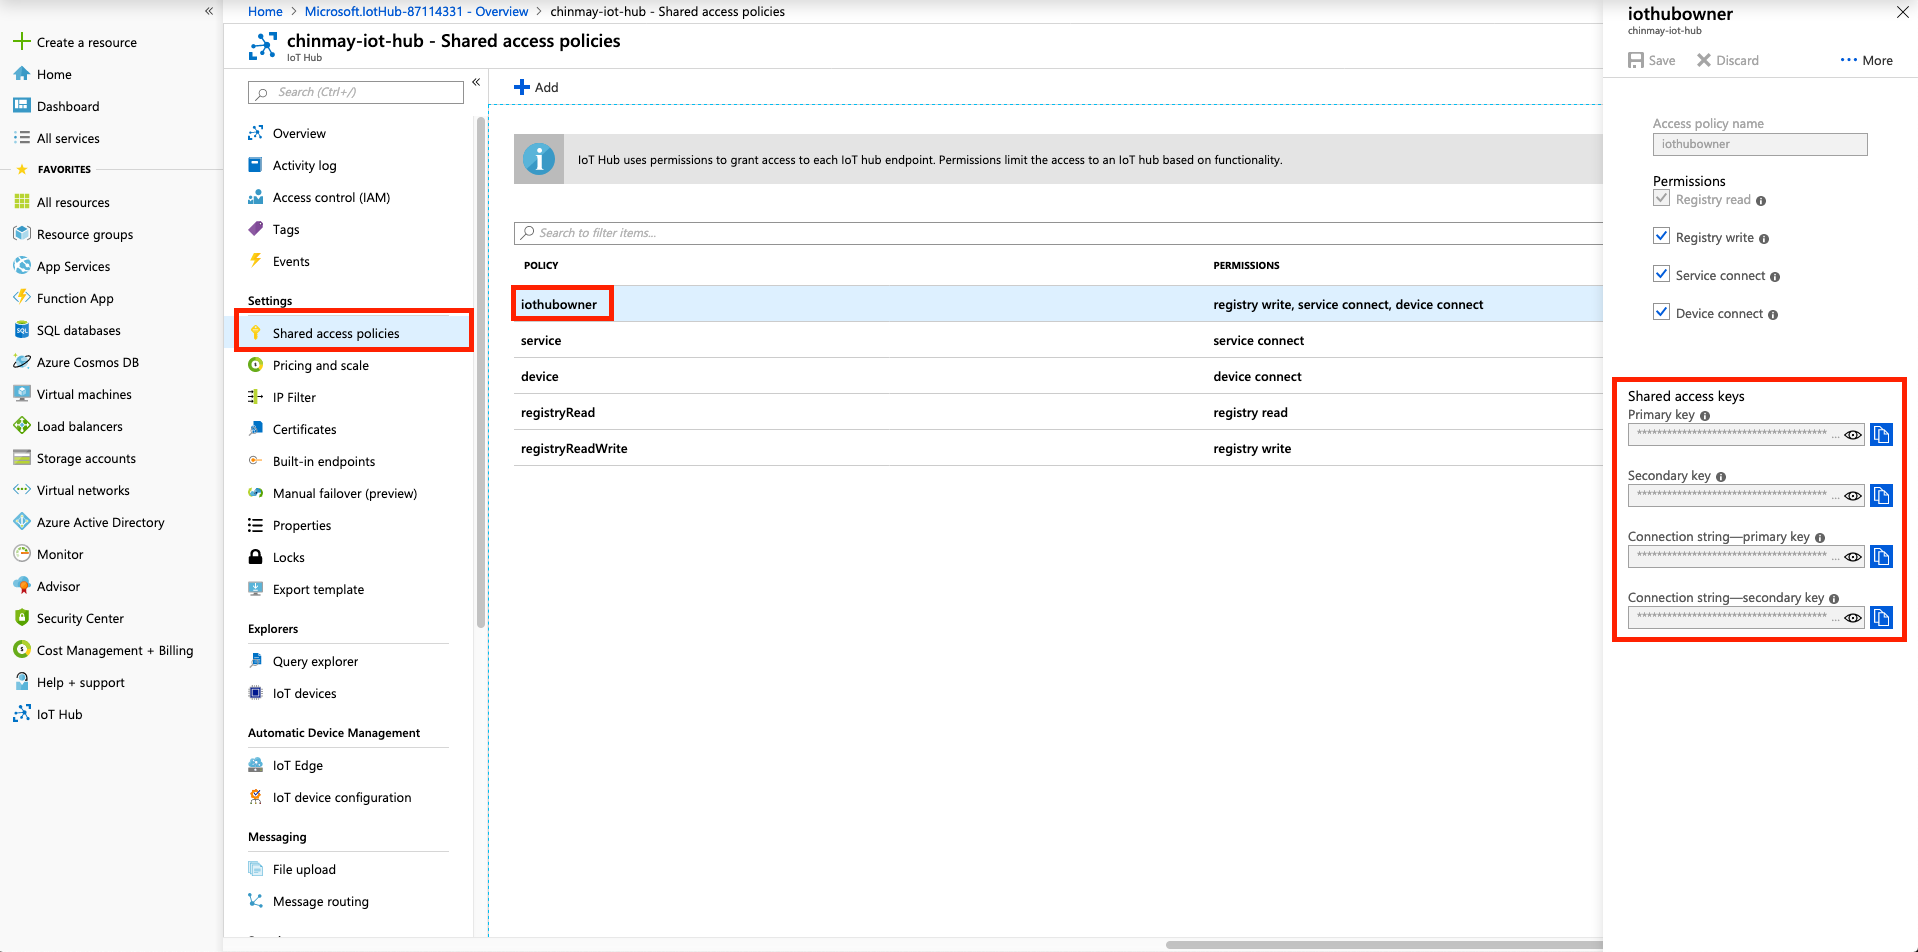 Home > Microsoft.IotHub-87114331 - Overview > chinmay-iot-hub - Shared access policies
Create a resource
Home
Dashboard
All services
FAVORITES
All resources
Resource groups
App Services
Function App
SQL databases
Azure Cosmos DB
Virtual machines
Load balancers
Storage accounts
Virtual networks
Azure Active Directory
Monitor
Advisor
Security Center
Cost Management + Billing
Help + support
IoT Hub
chinmay-iot-hub - Shared access policies
IoT Hub
Search (Ctrl+/)
Overview
Activity log
Access control (IAM)
Tags
Events
Settings
Shared access policies
Pricing and scale
IP Filter
Certificates
Built-in endpoints
Manual failover (preview)
Properties
Locks
Export template
Explorers
Query explorer
IoT devices
Automatic Device Management
IoT Edge
IoT device configuration
Messaging
File upload
Message routing
Add
IoT Hub uses permissions to grant access to each IoT hub endpoint. Permissions limit the access to an IoT hub based on functionality.
Search to filter items...
POLICY PERMISSIONS
iothubowner registry write, service connect, device connect
service service connect
device device connect
registryRead registry read
registryReadWrite registry write
iothubowner
chinmay-iot-hub
Save Discard ... More
Access policy name
iothubowner
Permissions
Registry read
Registry write
Service connect
Device connect
Shared access keys
Primary key
Secondary key
Connection string—primary key
Connection string—secondary key